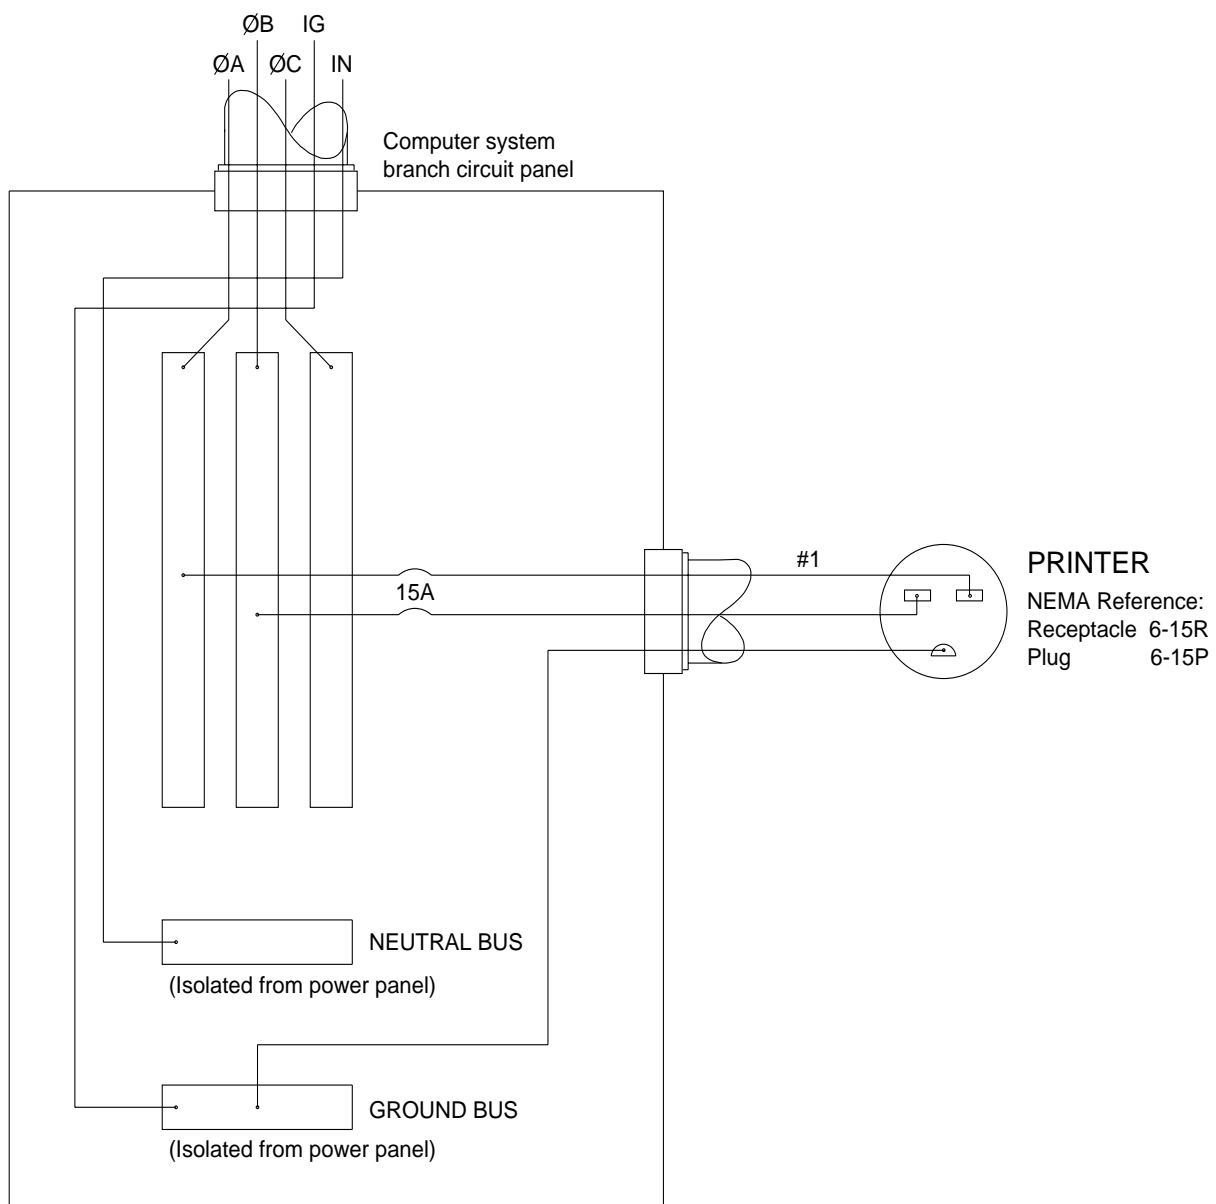 ØB IG
ØA ØC IN
Computer system
branch circuit panel
#1
15A
PRINTER
NEMA Reference:
Receptacle 6-15R
Plug 6-15P
NEUTRAL BUS
(Isolated from power panel)
GROUND BUS
(Isolated from power panel)